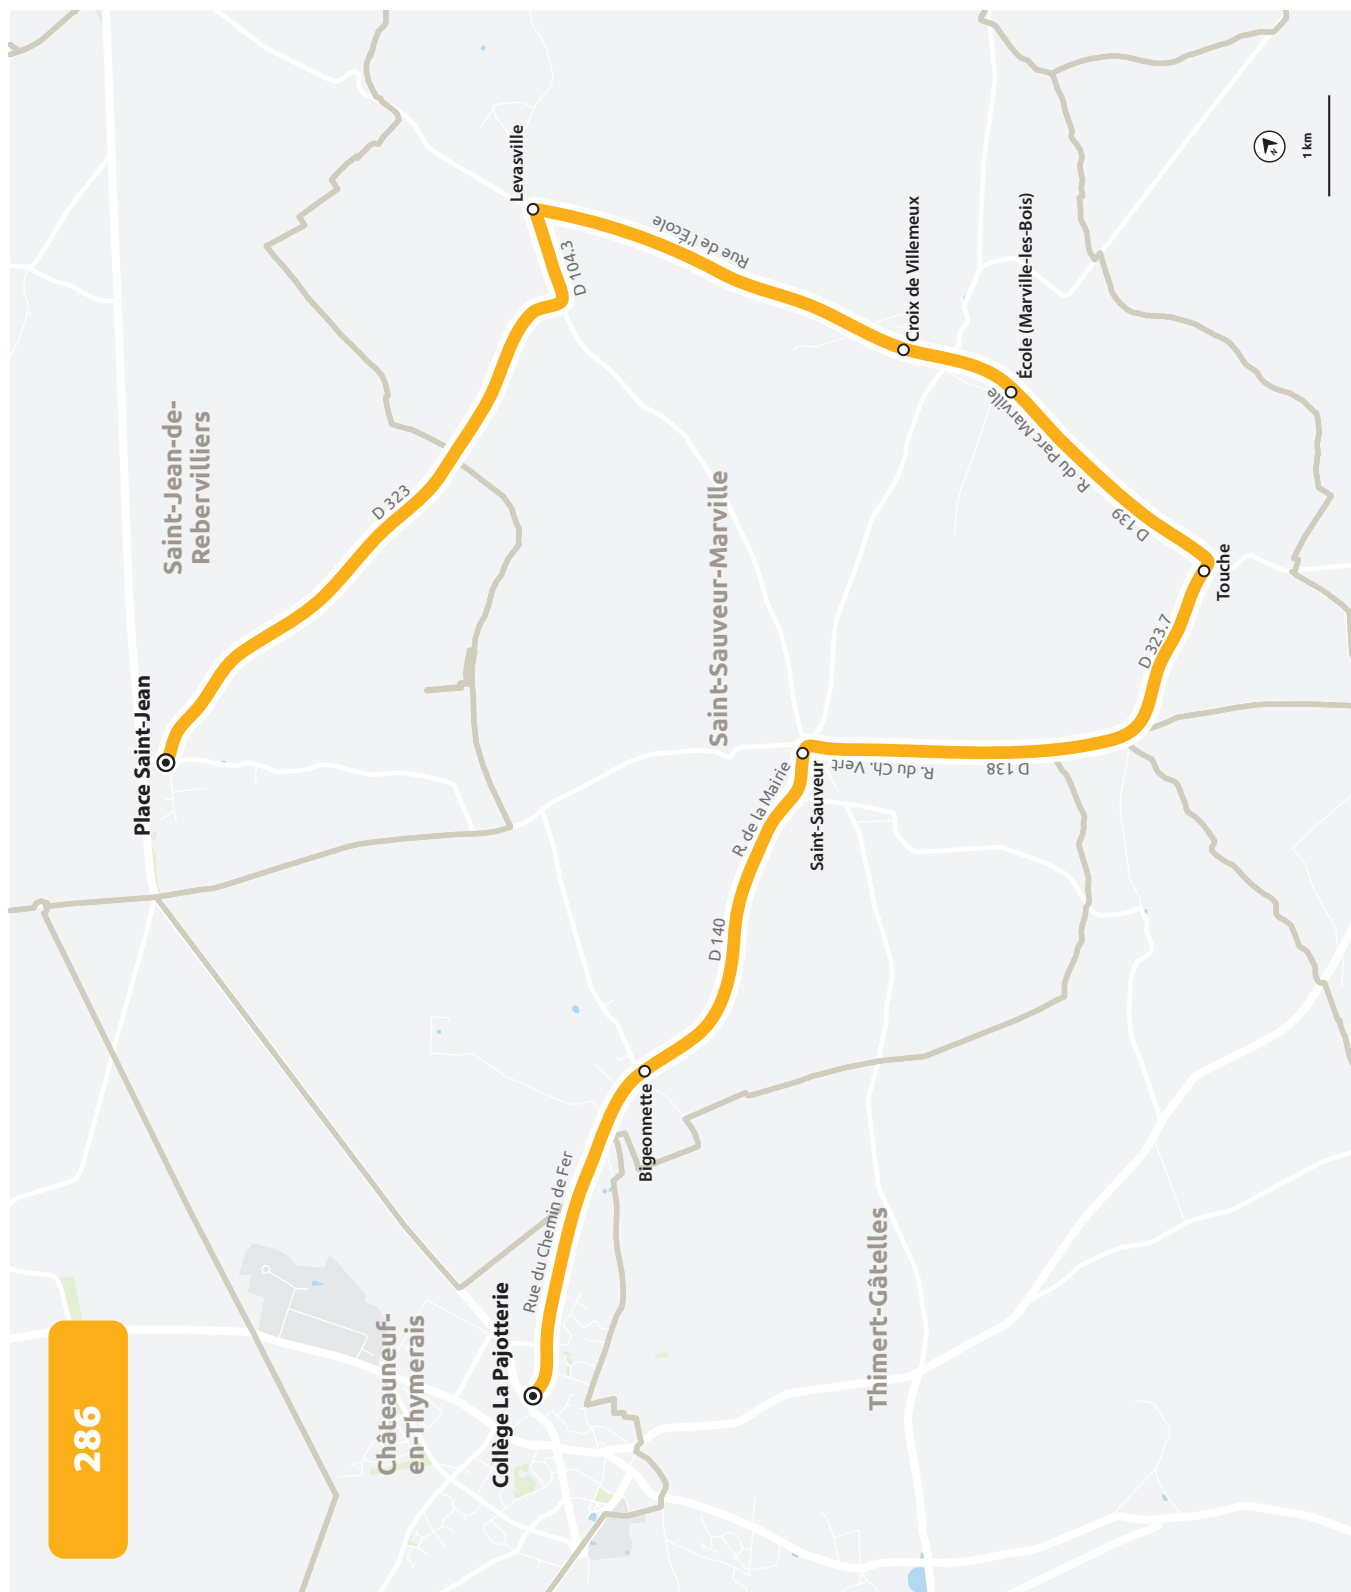 286
Châteauneuf-
en-Thymerais
Collège La Pajotterie
Rue du Chemin de Fer
Bigeonnette
Thimert-Gâtelles
D 140
R. de la Mairie
Saint-Sauveur
R. du Ch. Vert
D 138
D 323.7
Touche
D 139
R. du Parc Marville
École (Marville-les-Bois)
Croix de Villemeux
Rue de l'École
Levasville
D 104.3
D 323
Place Saint-Jean
Saint-Jean-de-
Rebervilliers
Saint-Sauveur-Marville
N
1 km